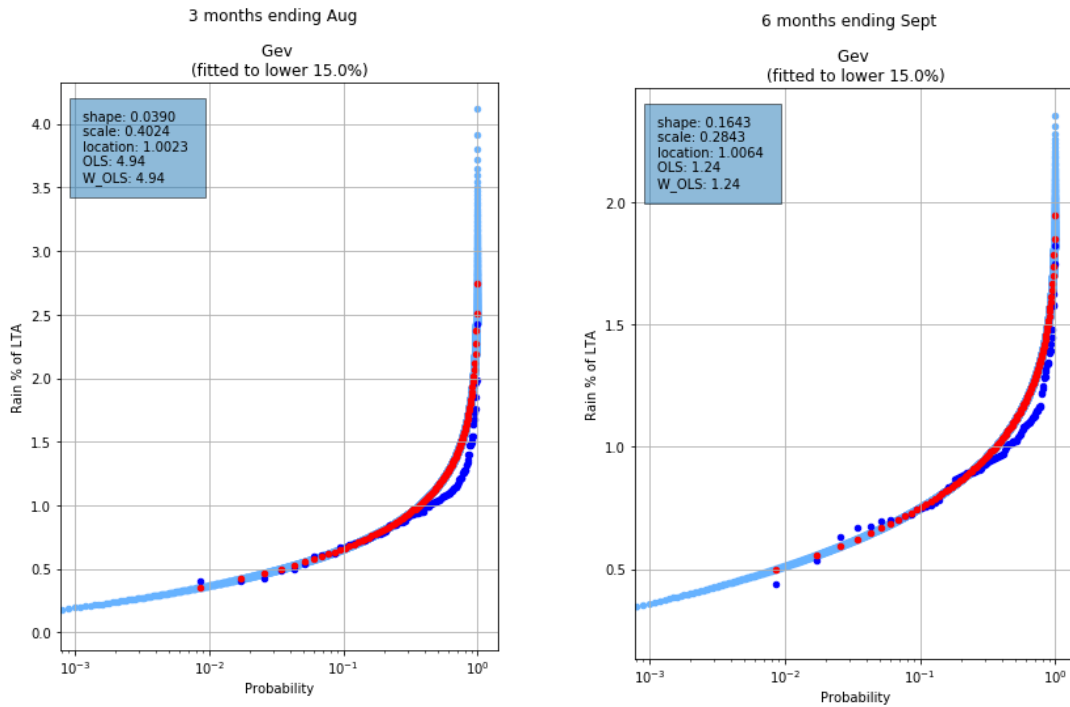 3 months ending Aug
Gev
(fitted to lower 15.0%)
shape: 0.0390
scale: 0.4024
location: 1.0023
OLS: 4.94
W_OLS: 4.94
Rain % of LTA
4.0
3.5
3.0
2.5
2.0
1.5
1.0
0.5
0.0
10⁻³
10⁻²
10⁻¹
10⁰
Probability
6 months ending Sept
Gev
(fitted to lower 15.0%)
shape: 0.1643
scale: 0.2843
location: 1.0064
OLS: 1.24
W_OLS: 1.24
Rain % of LTA
2.0
1.5
1.0
0.5
10⁻³
10⁻²
10⁻¹
10⁰
Probability